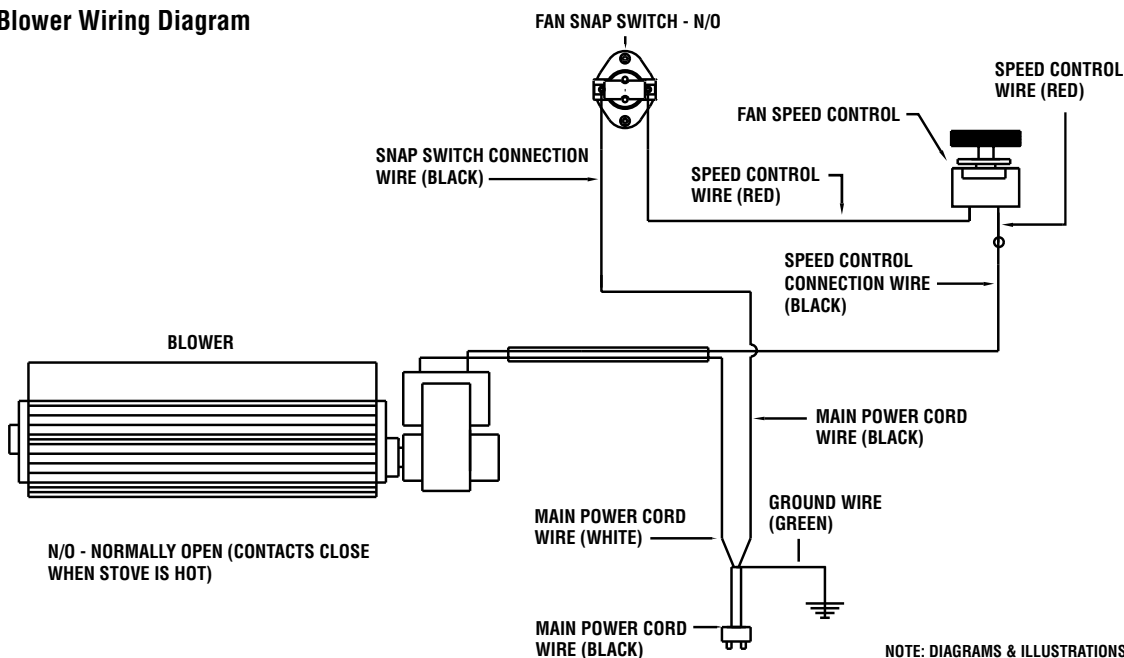 Blower Wiring Diagram
FAN SNAP SWITCH - N/O
SPEED CONTROL
WIRE (RED)
FAN SPEED CONTROL
SNAP SWITCH CONNECTION
WIRE (BLACK)
SPEED CONTROL
WIRE (RED)
SPEED CONTROL
CONNECTION WIRE
(BLACK)
BLOWER
MAIN POWER CORD
WIRE (BLACK)
GROUND WIRE
(GREEN)
MAIN POWER CORD
WIRE (WHITE)
N/O - NORMALLY OPEN (CONTACTS CLOSE
WHEN STOVE IS HOT)
MAIN POWER CORD
WIRE (BLACK)
NOTE: DIAGRAMS & ILLUSTRATIONS